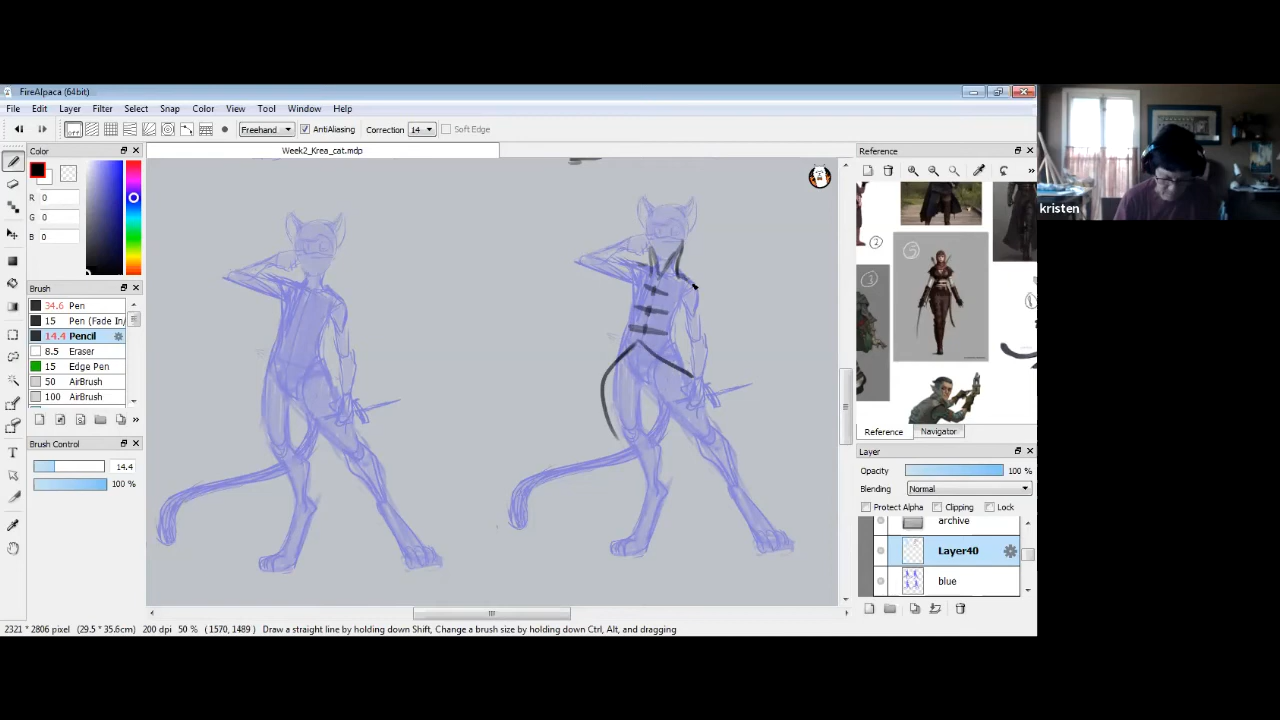 FireAlpaca (64bit)
File Edit Layer Filter Select Snap Color View Tool Window Help
Off Freehand AntiAliasing Correction 14 Soft Edge
Color
Week2_Krea_cat.mdp
Reference
R 0
G 0
B 0
kristen
Brush
34.6 Pen
15 Pen (Fade In/
14.4 Pencil
8.5 Eraser
15 Edge Pen
50 AirBrush
100 AirBrush
Brush Control
14.4
100 %
2
3
1
Reference Navigator
Layer
Opacity 100 %
Blending Normal
Protect Alpha Clipping Lock
archive
Layer40
blue
2321 * 2806 pixel (29.5 * 35.6cm) 200 dpi 50 % (1570, 1489) Draw a straight line by holding down Shift, Change a brush size by holding down Ctrl, Alt, and dragging